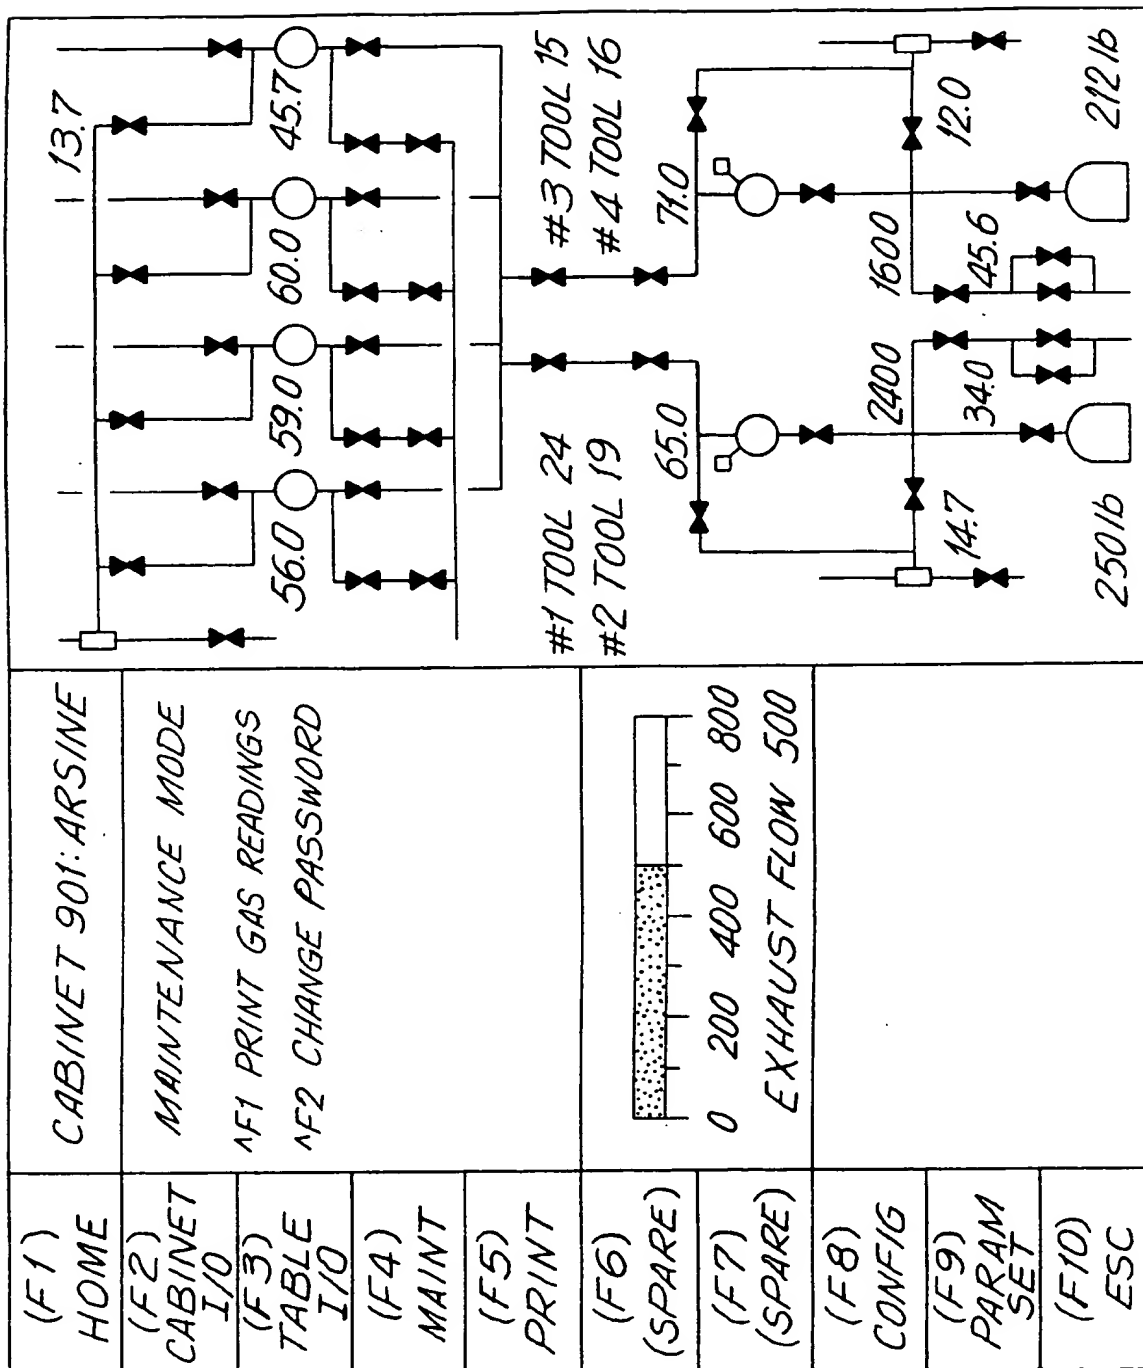 (F1)
HOME
(F2)
CABINET
I/O
(F3)
TABLE
I/O
(F4)
MAINT
(F5)
PRINT
(F6)
(SPARE)
(F7)
(SPARE)
(F8)
CONFIG
(F9)
PARAM
SET
(F10)
ESC
CABINET 901: ARSINE
MAINTENANCE MODE
^F1 PRINT GAS READINGS
^F2 CHANGE PASSWORD
0 200 400 600 800
EXHAUST FLOW 500
13.7
56.0 59.0 60.0 45.7
#1 TOOL 24
#2 TOOL 19
#3 TOOL 15
#4 TOOL 16
65.0 71.0
2400 1600
14.7 34.0 45.6 12.0
250 lb 212 lb